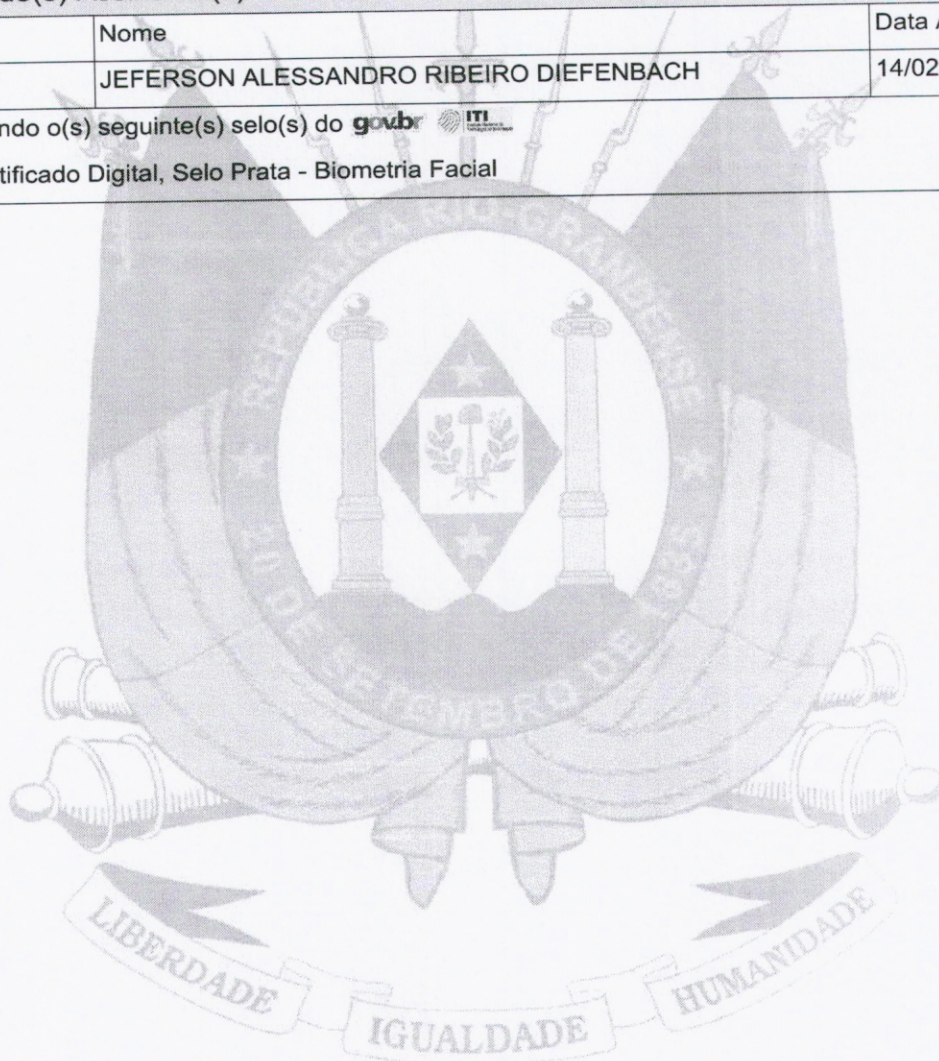 Nome
Data
JEFERSON ALESSANDRO RIBEIRO DIEFENBACH
14/02
ndo o(s) seguinte(s) selo(s) do gov.br ITI
tificado Digital, Selo Prata - Biometria Facial
REPÚBLICA RIO-GRANDENSE
20 DE SETEMBRO DE 1835
LIBERDADE
IGUALDADE
HUMANIDADE